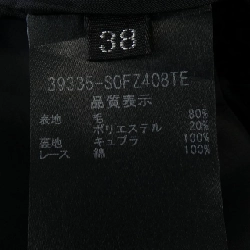 38
39335-S0FZ403TE
品質表示
表地 毛 80%
ポリエステル 20%
裏地 キュプラ 100%
レース 綿 100%